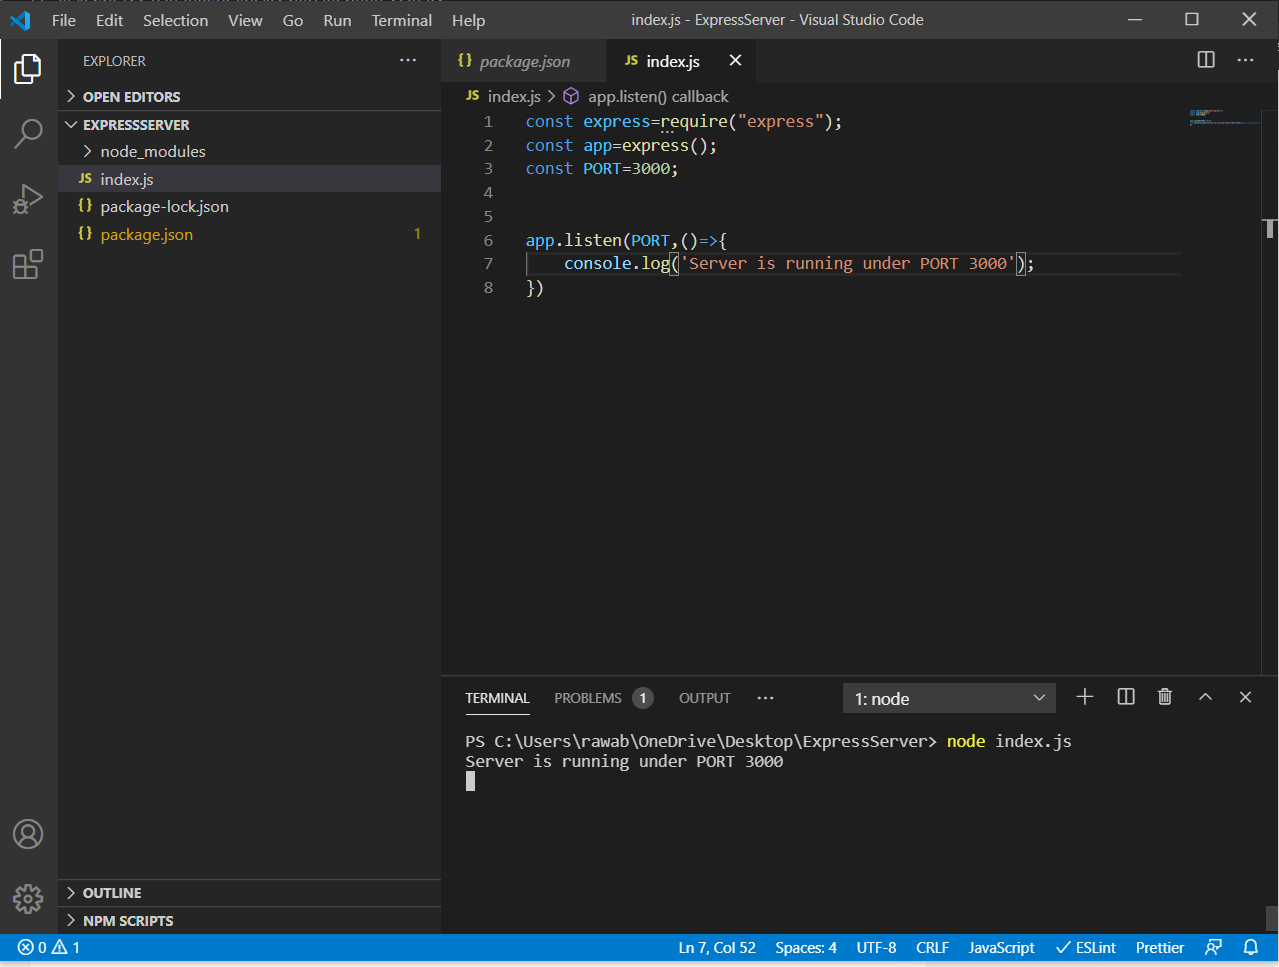 File Edit Selection View Go Run Terminal Help index.js - ExpressServer - Visual Studio Code
EXPLORER
OPEN EDITORS
EXPRESSSERVER
node_modules
JS index.js
{} package-lock.json
{} package.json 1
OUTLINE
NPM SCRIPTS
{} package.json JS index.js
JS index.js > app.listen() callback
1 const express=require("express");
2 const app=express();
3 const PORT=3000;
4
5
6 app.listen(PORT,()=>{
7 console.log('Server is running under PORT 3000');
8 })
TERMINAL PROBLEMS 1 OUTPUT ··· 1: node
PS C:\Users\rawab\OneDrive\Desktop\ExpressServer> node index.js
Server is running under PORT 3000
0 1 Ln 7, Col 52 Spaces: 4 UTF-8 CRLF JavaScript ESLint Prettier